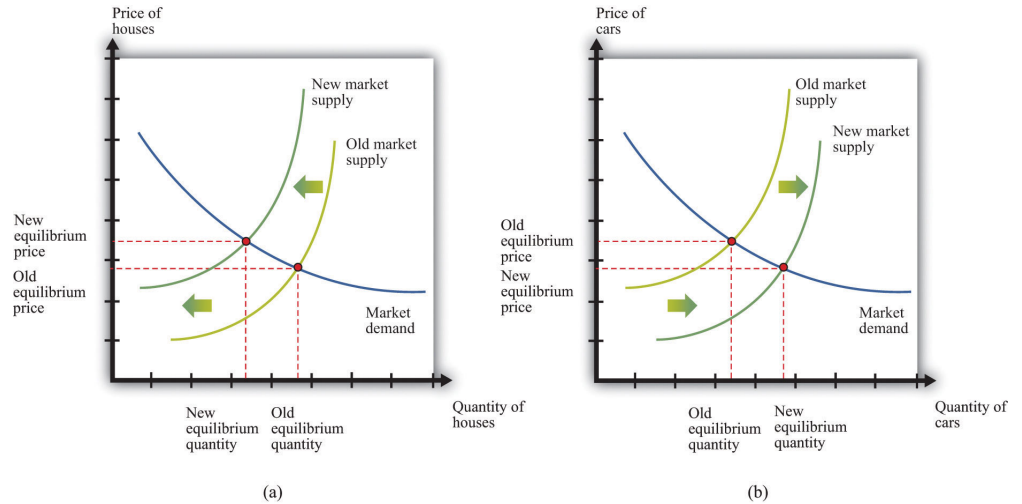 Price of
houses
New market
supply
Old market
supply
New
equilibrium
price
Old
equilibrium
price
Market
demand
New
equilibrium
quantity
Old
equilibrium
quantity
Quantity of
houses
(a)
Price of
cars
Old market
supply
New market
supply
Old
equilibrium
price
New
equilibrium
price
Market
demand
Old
equilibrium
quantity
New
equilibrium
quantity
Quantity of
cars
(b)